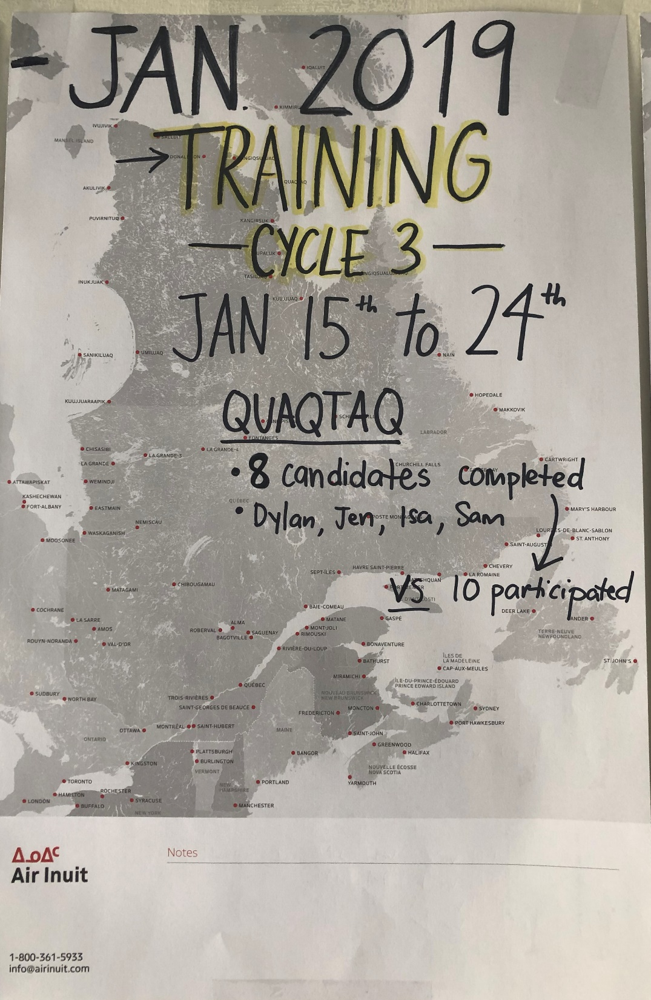 - JAN. 2019
→ TRAINING
— CYCLE 3 —
JAN 15th to 24th
QUAQTAQ
• 8 candidates completed
• Dylan, Jen, Isa, Sam
VS 10 participated
IQALUIT
IVUJIVIK
MANSEL ISLAND
SALLUIT
QUAQTAQ
AKULIVIK
PUVIRNITUQ
KANGIRSUK
INUKJUAK
KUUJJUAQ
SANIKILUAQ
UMIUJAQ
NAIN
KUUJJUARAAPIK
HOPEDALE
MAKKOVIK
LABRADOR
FONTANGES
CHISASIBI
LA GRANDE-3
LA GRANDE-4
LA GRANDE
CHURCHILL FALLS
CARTWRIGHT
ATTAWAPISKAT
WEMINDJI
KASHECHEWAN
FORT-ALBANY
EASTMAIN
QUÉBEC
MARY'S HARBOUR
NEMISCAU
WASKAGANISH
MOOSONEE
LOURDES-DE-BLANC-SABLON
ST. ANTHONY
CHEVERY
SEPT-ÎLES
HAVRE SAINT-PIERRE
LA ROMAINE
CHIBOUGAMAU
MATAGAMI
COCHRANE
BAIE-COMEAU
DEER LAKE
LA SARRE
MATANE
GASPÉ
AMOS
ALMA
ROBERVAL
SAGUENAY
MONT-JOLI
RIMOUSKI
BAGOTVILLE
TERRE-NEUVE
NEWFOUNDLAND
ROUYN-NORANDA
VAL-D'OR
RIVIÈRE-DU-LOUP
BONAVENTURE
BATHURST
ÎLES DE
LA MADELEINE
CAP-AUX-MEULES
ST. JOHN'S
MIRAMICHI
ÎLE-DU-PRINCE-ÉDOUARD
PRINCE EDWARD ISLAND
QUÉBEC
SUDBURY
NORTH BAY
TROIS-RIVIÈRES
SAINT-GEORGES DE BEAUCE
NOUVEAU BRUNSWICK
NEW BRUNSWICK
FREDERICTON
MONCTON
CHARLOTTETOWN
SYDNEY
OTTAWA
MONTRÉAL
SAINT-HUBERT
MAINE
SAINT-JOHN
PORT HAWKESBURY
ONTARIO
PLATTSBURGH
BURLINGTON
VERMONT
BANGOR
GREENWOOD
HALIFAX
KINGSTON
NOUVELLE ÉCOSSE
NOVA SCOTIA
YARMOUTH
TORONTO
NEW
HAMPSHIRE
PORTLAND
HAMILTON
ROCHESTER
LONDON
BUFFALO
SYRACUSE
MANCHESTER
NEW YORK
ᐃᓄᐃᑦ
Air Inuit
Notes
1-800-361-5933
info@airinuit.com